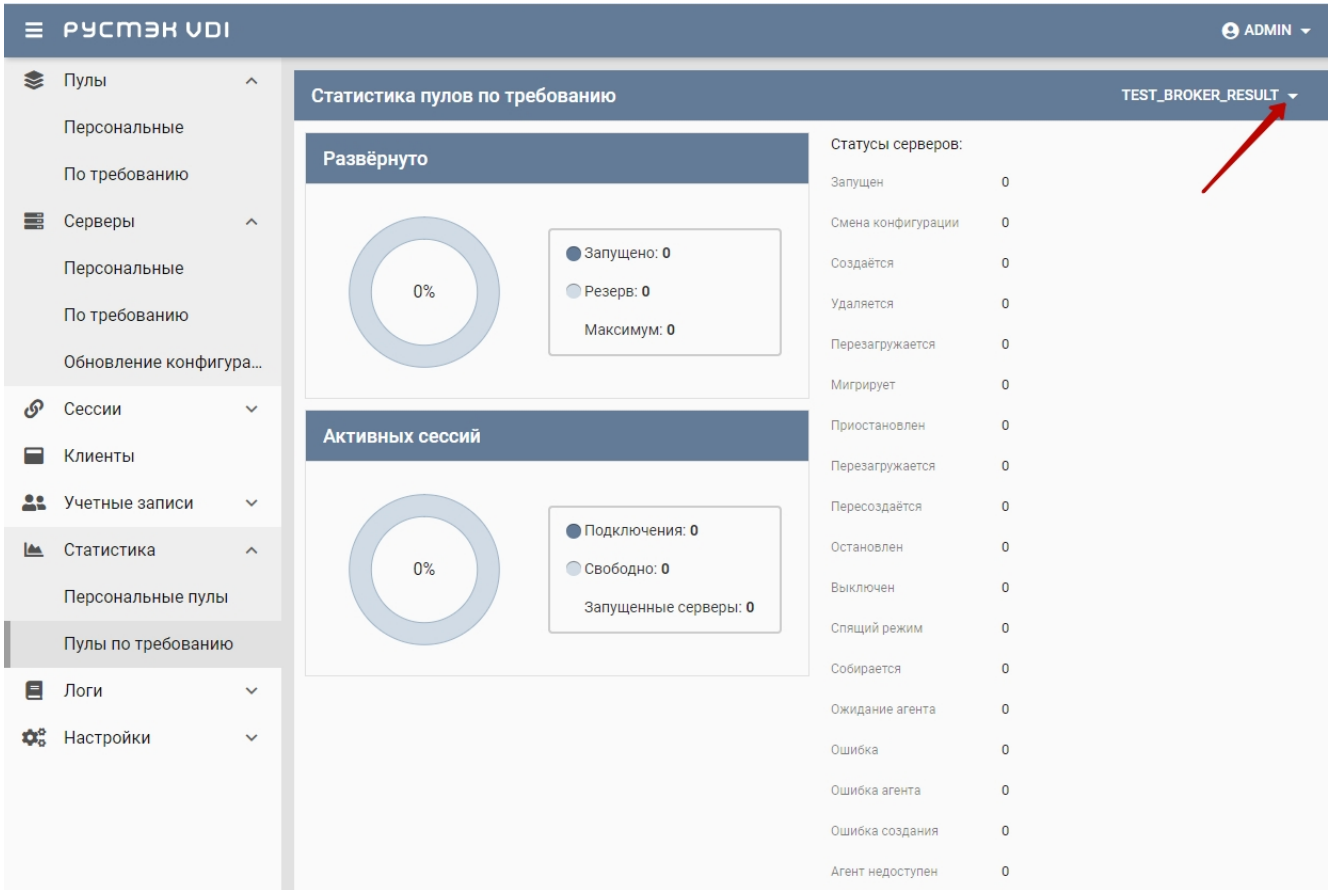 РУСТЭК VDI
ADMIN
Пулы
Персональные
По требованию
Серверы
Персональные
По требованию
Обновление конфигура...
Сессии
Клиенты
Учетные записи
Статистика
Персональные пулы
Пулы по требованию
Логи
Настройки
Статистика пулов по требованию
TEST_BROKER_RESULT
Развёрнуто
0%
Запущено: 0
Резерв: 0
Максимум: 0
Активных сессий
0%
Подключения: 0
Свободно: 0
Запущенные серверы: 0
Статусы серверов:
Запущен 0
Смена конфигурации 0
Создаётся 0
Удаляется 0
Перезагружается 0
Мигрирует 0
Приостановлен 0
Перезагружается 0
Пересоздаётся 0
Остановлен 0
Выключен 0
Спящий режим 0
Собирается 0
Ожидание агента 0
Ошибка 0
Ошибка агента 0
Ошибка создания 0
Агент недоступен 0